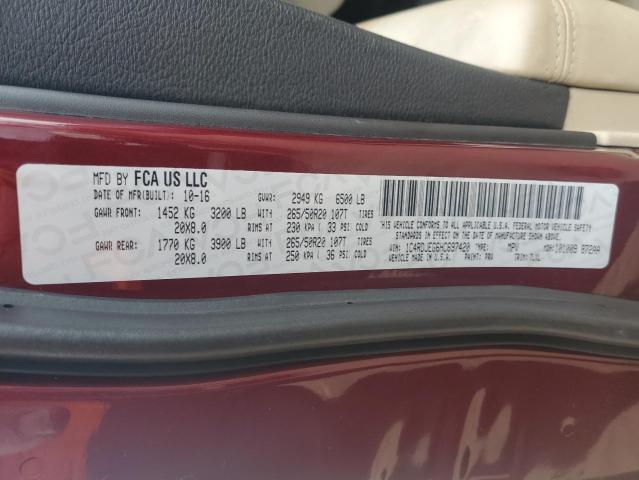 MFD BY FCA US LLC
DATE OF MFR(BUILT): 10-16 GVWR: 2949 KG 6500 LB
GAWR FRONT: 1452 KG 3200 LB WITH 265/50R20 107T TIRES
20X8.0 RIMS AT 230 KPA ( 33 PSI) COLD
GAWR REAR: 1770 KG 3900 LB WITH 265/50R20 107T TIRES
20X8.0 RIMS AT 250 KPA ( 36 PSI) COLD
THIS VEHICLE CONFORMS TO ALL APPLICABLE U.S.A. FEDERAL MOTOR VEHICLE SAFETY
STANDARDS IN EFFECT ON THE DATE OF MANUFACTURE SHOWN ABOVE.
VIN: 1C4RDJEG6HC697420 TYPE: MPV MDH:101009 872AA
VEHICLE MADE IN U.S.A. PAINT: PRV TRIM: